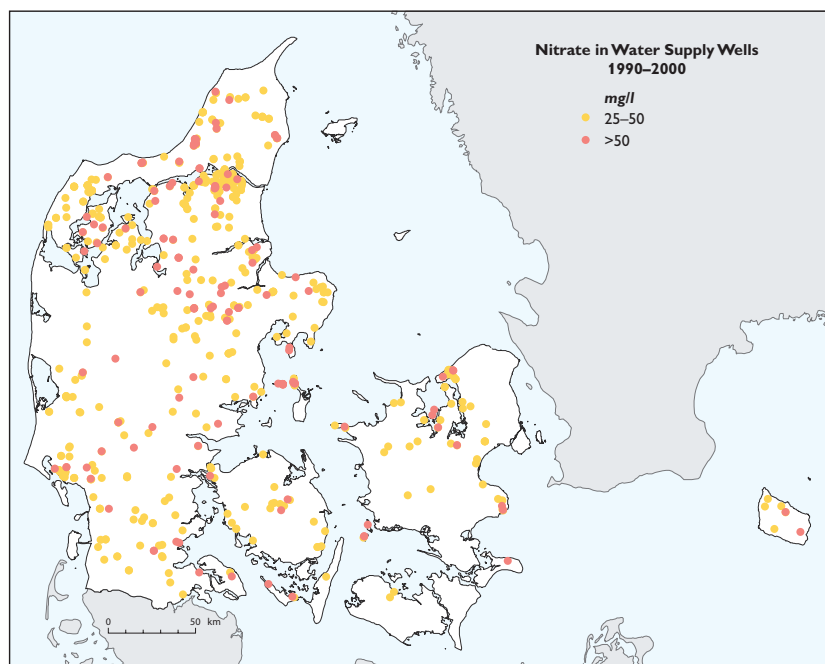 Nitrate in Water Supply Wells
1990–2000
mg/l
25–50
>50
0 50 km